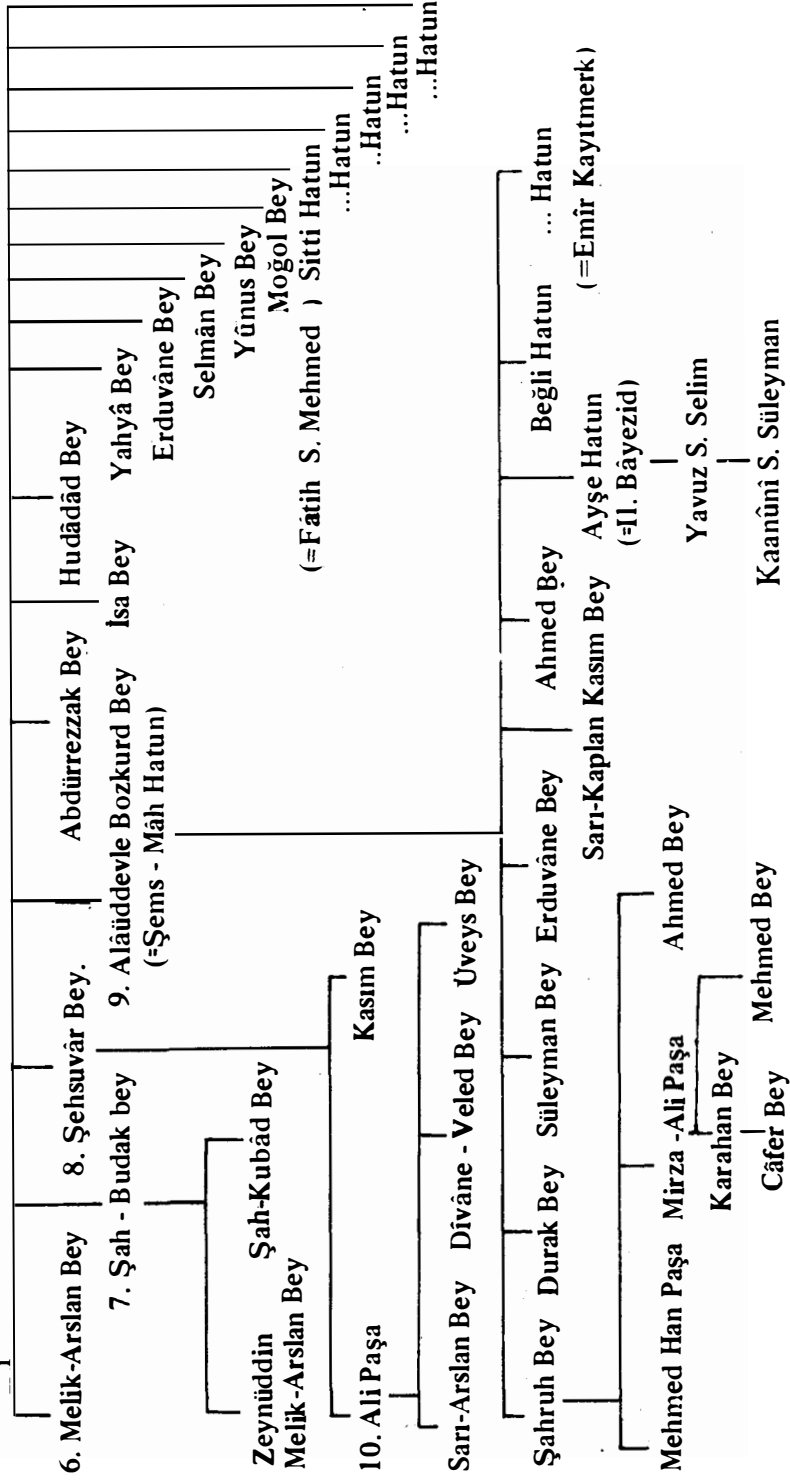 6. Melik-Arslan Bey
7. Şah - Budak bey
8. Şehsuvâr Bey.
9. Alâüddevle Bozkurd Bey
(=Şems - Mâh Hatun)
Abdürrezzak Bey
İsa Bey
Hudâdâd Bey
Yahyâ Bey
Erduvâne Bey
Selmân Bey
Yûnus Bey
Moğol Bey
(=Fâtih S. Mehmed ) Sitti Hatun
...Hatun
..Hatun
...Hatun
...Hatun
Zeynüddin
Melik-Arslan Bey
Şah-Kubâd Bey
10. Ali Paşa
Kasım Bey
Sarı-Arslan Bey
Dîvâne - Veled Bey
Üveys Bey
Şahruh Bey
Durak Bey
Süleyman Bey
Erduvâne Bey
Sarı-Kaplan Kasım Bey
Ahmed Bey
Ayşe Hatun
(=II. Bâyezid)
Beğli Hatun
... Hatun
(=Emîr Kayıtmerk)
Yavuz S. Selim
Kaanûnî S. Süleyman
Mehmed Han Paşa
Mirza -Ali Paşa
Ahmed Bey
Karahan Bey
Mehmed Bey
Câfer Bey